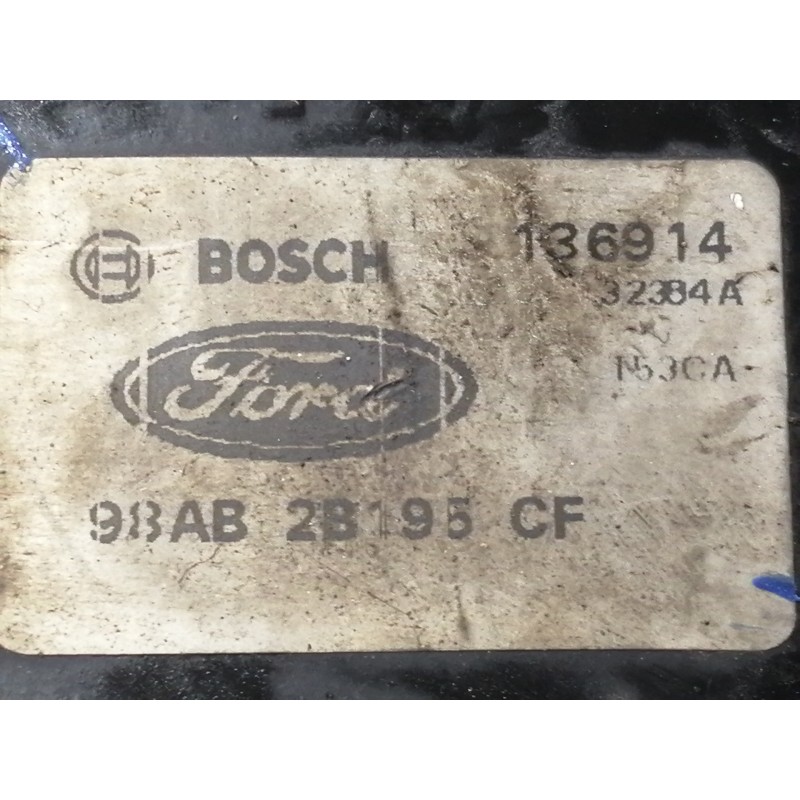 BOSCH 136914
32384A
N53CA
Ford
98AB 2B195 CF